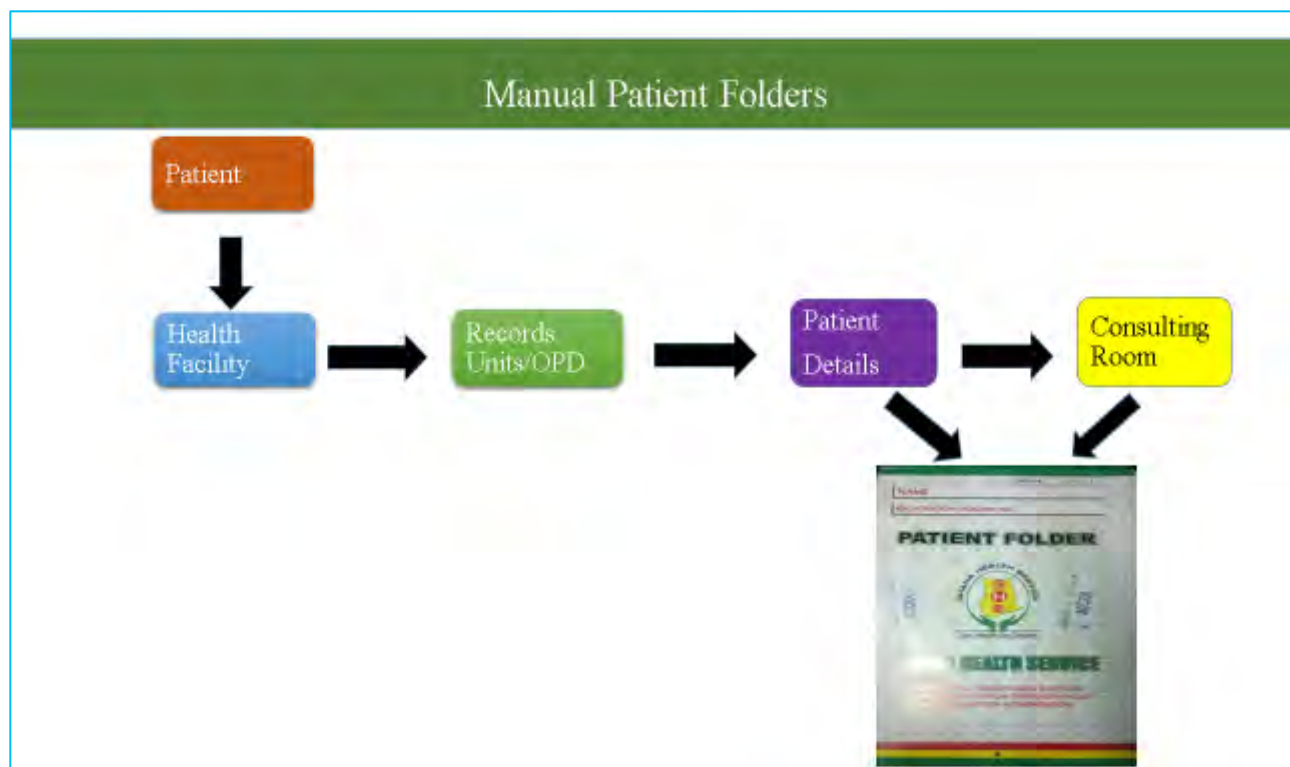 Manual Patient Folders
Patient
Health
Facility
Records
Units/OPD
Patient
Details
Consulting
Room
NAME
PATIENT FOLDER
HEALTH SERVICE